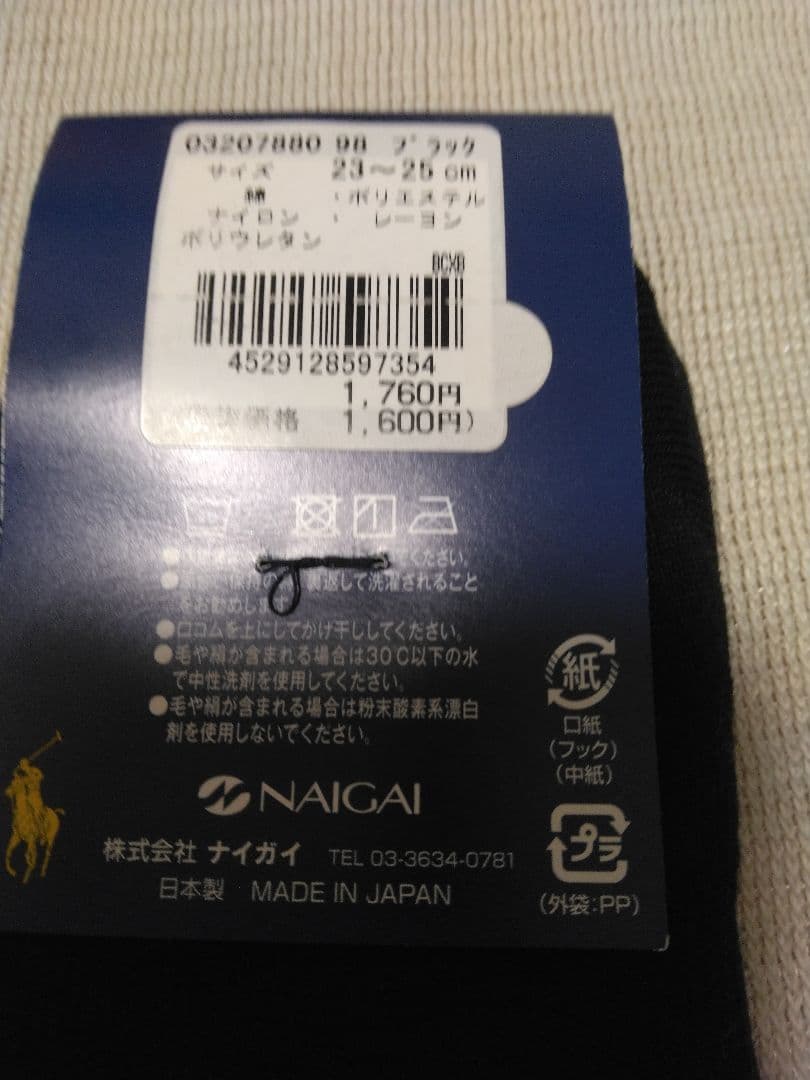 03207880 98 ブラック
サイズ 23～25 cm
綿 ：ポリエステル
ナイロン ： レーヨン
ポリウレタン
BCXB
4529128597354
1,760円
価格 1,600円)
ください。
返して洗濯されること
をお勧めします
●口ゴムを上にしてかけ干ししてください。
●毛や絹が含まれる場合は30℃以下の水
で中性洗剤を使用してください。
●毛や絹が含まれる場合は粉末酸素系漂白
剤を使用しないでください。
紙
口紙
(フック)
(中紙)
NAIGAI
株式会社 ナイガイ TEL 03-3634-0781
日本製 MADE IN JAPAN
プラ
(外袋:PP)